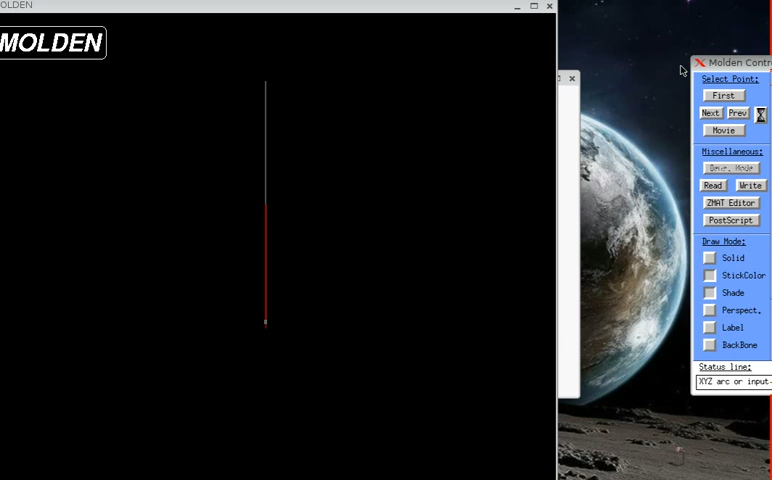 OLDEN
MOLDEN
Molden Contr
Select Point:
First
Next Prev
Movie
Miscellaneous:
Read Write
ZMAT Editor
PostScript
Draw Mode:
Solid
StickColor
Shade
Perspect.
Label
BackBone
Status line:
XYZ arc or input-